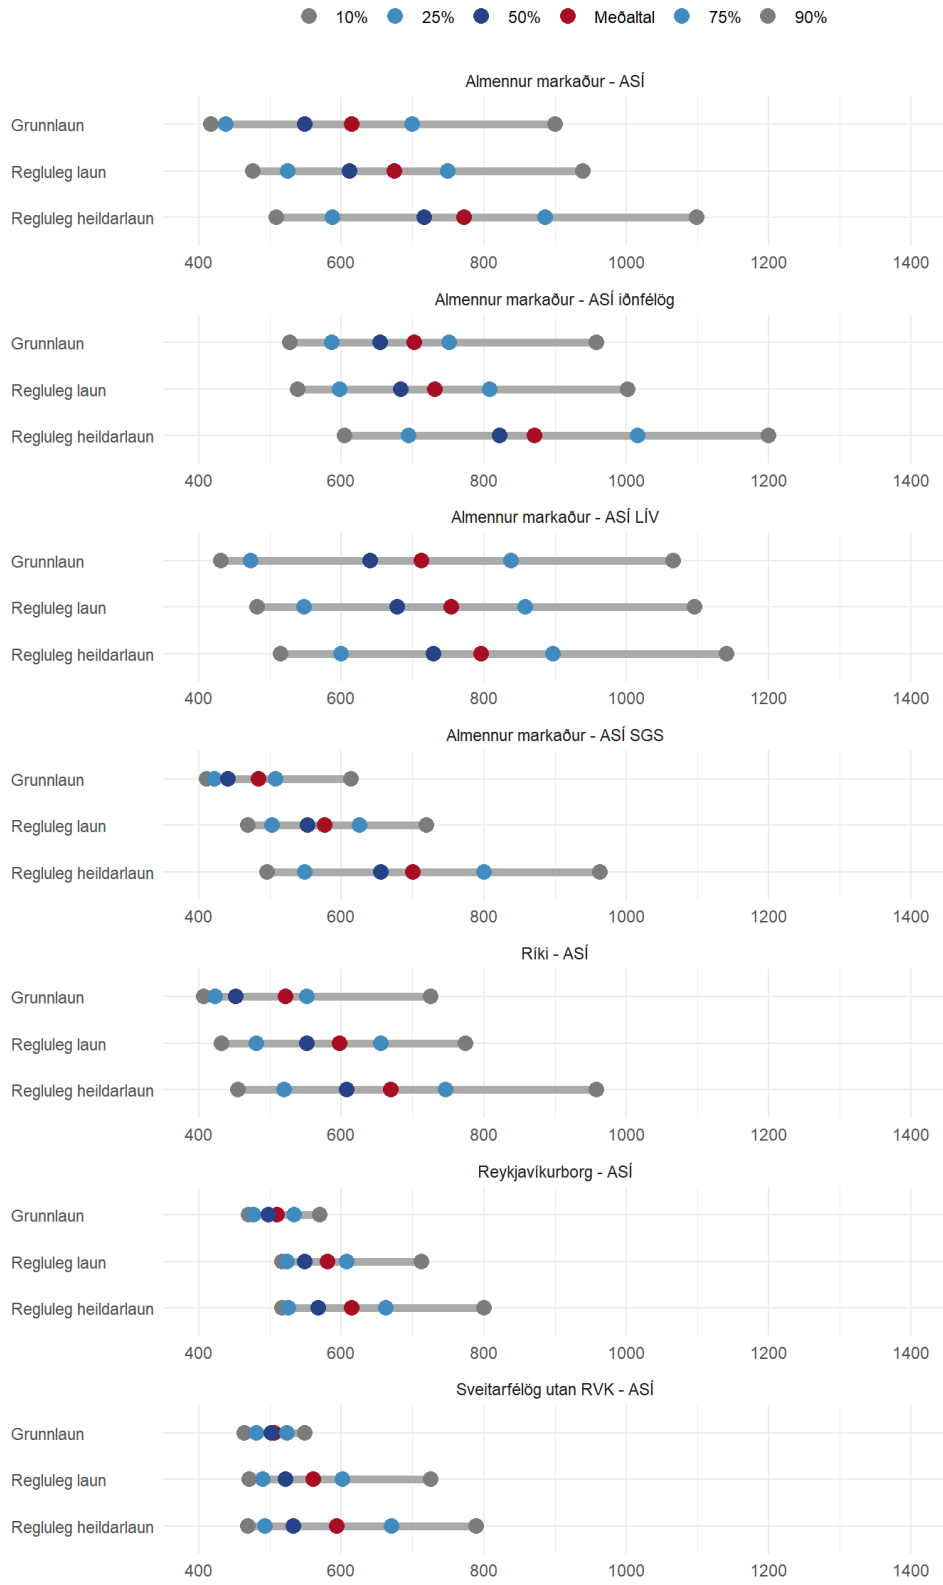 10% 25% 50% Meðaltal 75% 90%
Almennur markaður - ASÍ
Grunnlaun
Regluleg laun
Regluleg heildarlaun
400 600 800 1000 1200 1400
Almennur markaður - ASÍ iðnfélög
Grunnlaun
Regluleg laun
Regluleg heildarlaun
400 600 800 1000 1200 1400
Almennur markaður - ASÍ LÍV
Grunnlaun
Regluleg laun
Regluleg heildarlaun
400 600 800 1000 1200 1400
Almennur markaður - ASÍ SGS
Grunnlaun
Regluleg laun
Regluleg heildarlaun
400 600 800 1000 1200 1400
Ríki - ASÍ
Grunnlaun
Regluleg laun
Regluleg heildarlaun
400 600 800 1000 1200 1400
Reykjavíkurborg - ASÍ
Grunnlaun
Regluleg laun
Regluleg heildarlaun
400 600 800 1000 1200 1400
Sveitarfélög utan RVK - ASÍ
Grunnlaun
Regluleg laun
Regluleg heildarlaun
400 600 800 1000 1200 1400